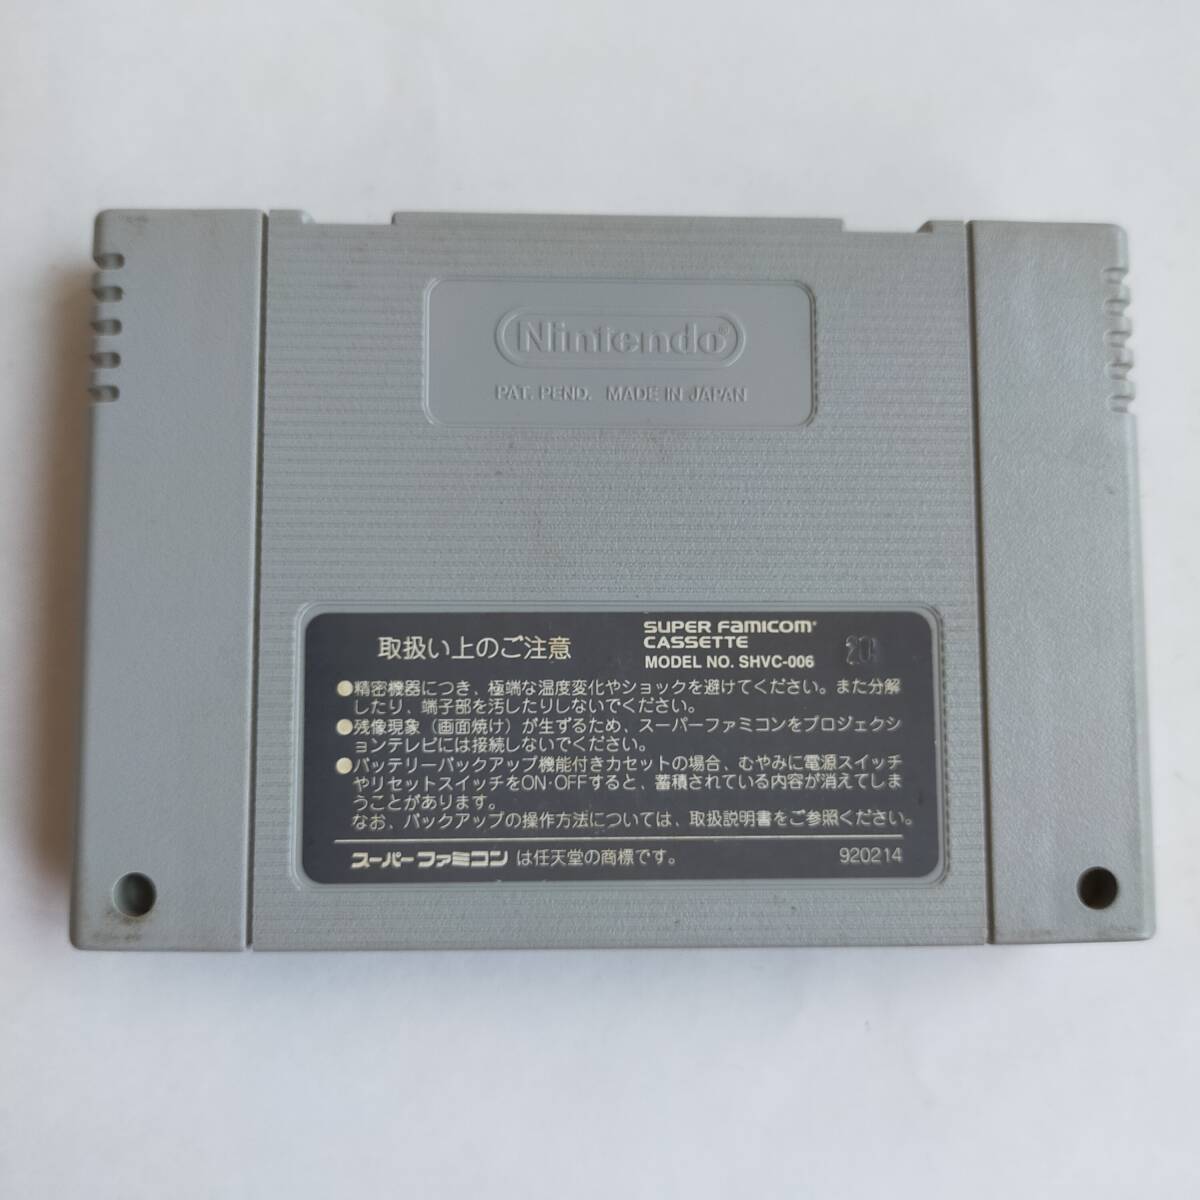 Nintendo®
PAT. PEND. MADE IN JAPAN
取扱い上のご注意
SUPER FAMICOM
CASSETTE
MODEL NO. SHVC-006
●精密機器につき、極端な温度変化やショックを避けてください。また分解
したり、端子部を汚したりしないでください。
●残像現象（画面焼け）が生ずるため、スーパーファミコンをプロジェクシ
ョンテレビには接続しないでください。
●バッテリーバックアップ機能付きカセットの場合、むやみに電源スイッチ
やリセットスイッチをON・OFFすると、蓄積されている内容が消えてしま
うことがあります。
なお、バックアップの操作方法については、取扱説明書をご参照ください。
スーパーファミコン は任天堂の商標です。 920214